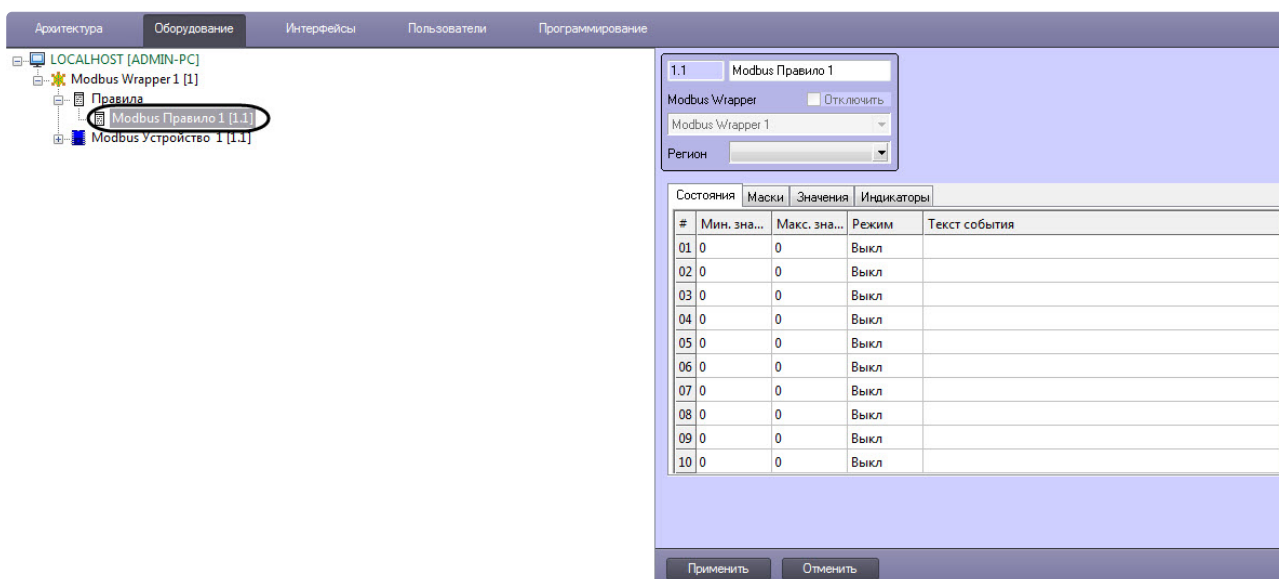 Архитектура Оборудование Интерфейсы Пользователи Программирование
LOCALHOST [ADMIN-PC]
Modbus Wrapper 1 [1]
Правила
Modbus Правило 1 [1.1]
Modbus Устройство 1 [1.1]
1.1 Modbus Правило 1
Modbus Wrapper Отключить
Modbus Wrapper 1
Регион
Состояния Маски Значения Индикаторы
# Мин. зна... Макс. зна... Режим Текст события
01 0 0 Выкл
02 0 0 Выкл
03 0 0 Выкл
04 0 0 Выкл
05 0 0 Выкл
06 0 0 Выкл
07 0 0 Выкл
08 0 0 Выкл
09 0 0 Выкл
10 0 0 Выкл
Применить Отменить